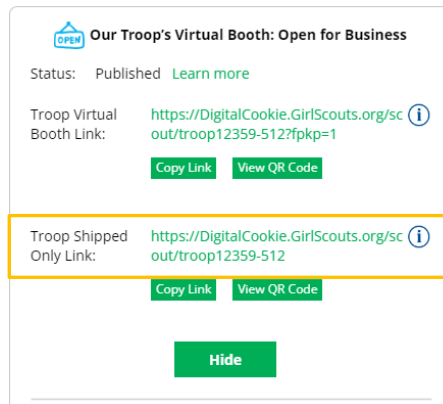 OPEN Our Troop's Virtual Booth: Open for Business
Status: Published Learn more
Troop Virtual https://DigitalCookie.GirlScouts.org/sc i
Booth Link: out/troop12359-512?fpkp=1
Copy Link View QR Code
Troop Shipped https://DigitalCookie.GirlScouts.org/sc i
Only Link: out/troop12359-512
Copy Link View QR Code
Hide